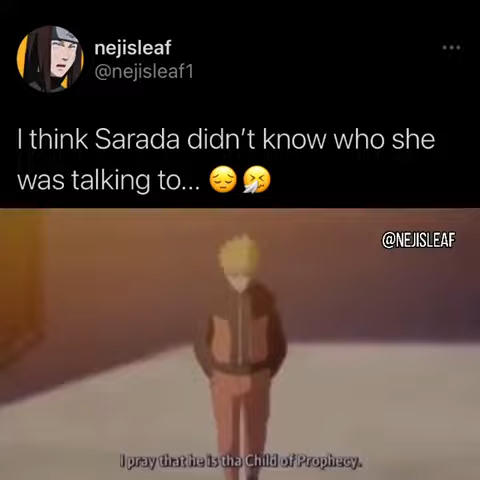 nejisleaf
@nejisleaf1
I think Sarada didn’t know who she
was talking to... 😔🤧
@NEJISLEAF
I pray that he is tha Child of Prophecy.